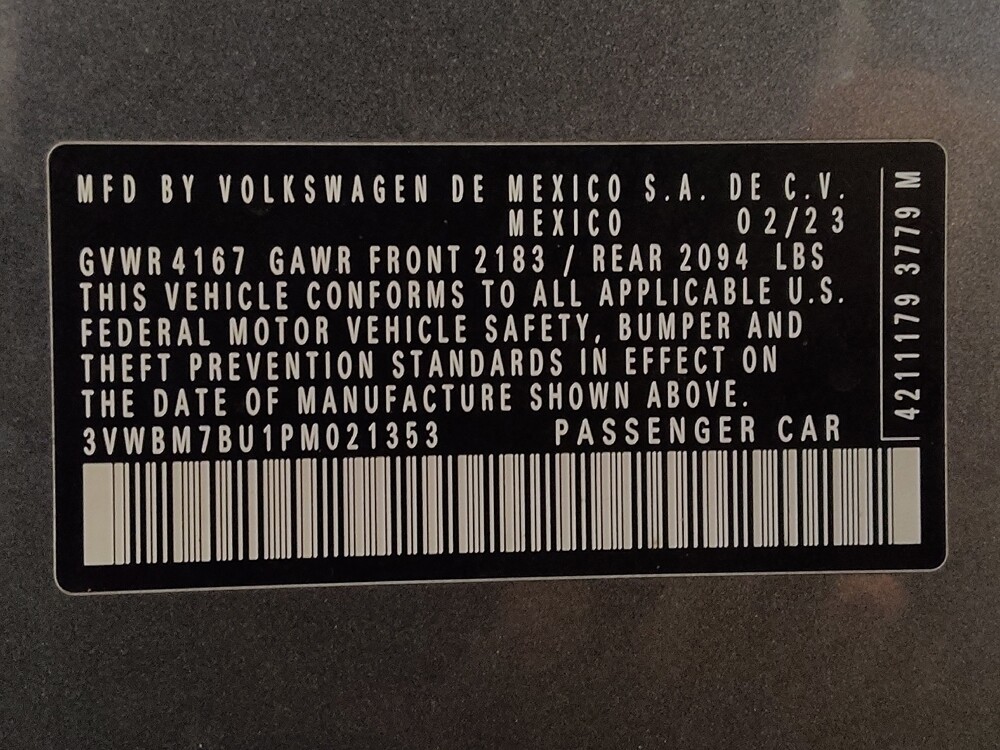 MFD BY VOLKSWAGEN DE MEXICO S.A. DE C.V.
MEXICO 02/23
GVWR 4167 GAWR FRONT 2183 / REAR 2094 LBS
THIS VEHICLE CONFORMS TO ALL APPLICABLE U.S.
FEDERAL MOTOR VEHICLE SAFETY, BUMPER AND
THEFT PREVENTION STANDARDS IN EFFECT ON
THE DATE OF MANUFACTURE SHOWN ABOVE.
3VWBM7BU1PM021353 PASSENGER CAR
4211179 3779 M